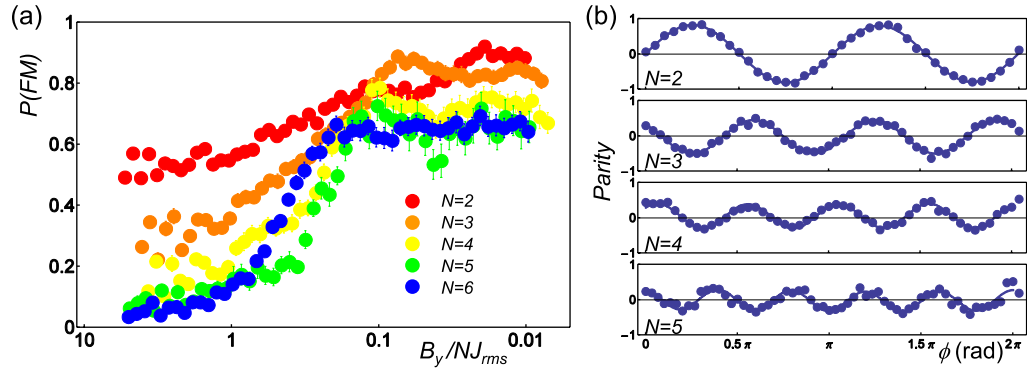 (a)
P(FM)
1
0.8
0.6
0.4
0.2
0
10
1
0.1
0.01
B_y/NJ_rms
N=2
N=3
N=4
N=5
N=6
(b)
Parity
1
0
-1
N=2
1
0
-1
N=3
1
0
-1
N=4
1
0
-1
N=5
0
0.5π
π
1.5π
ϕ (rad)
2π